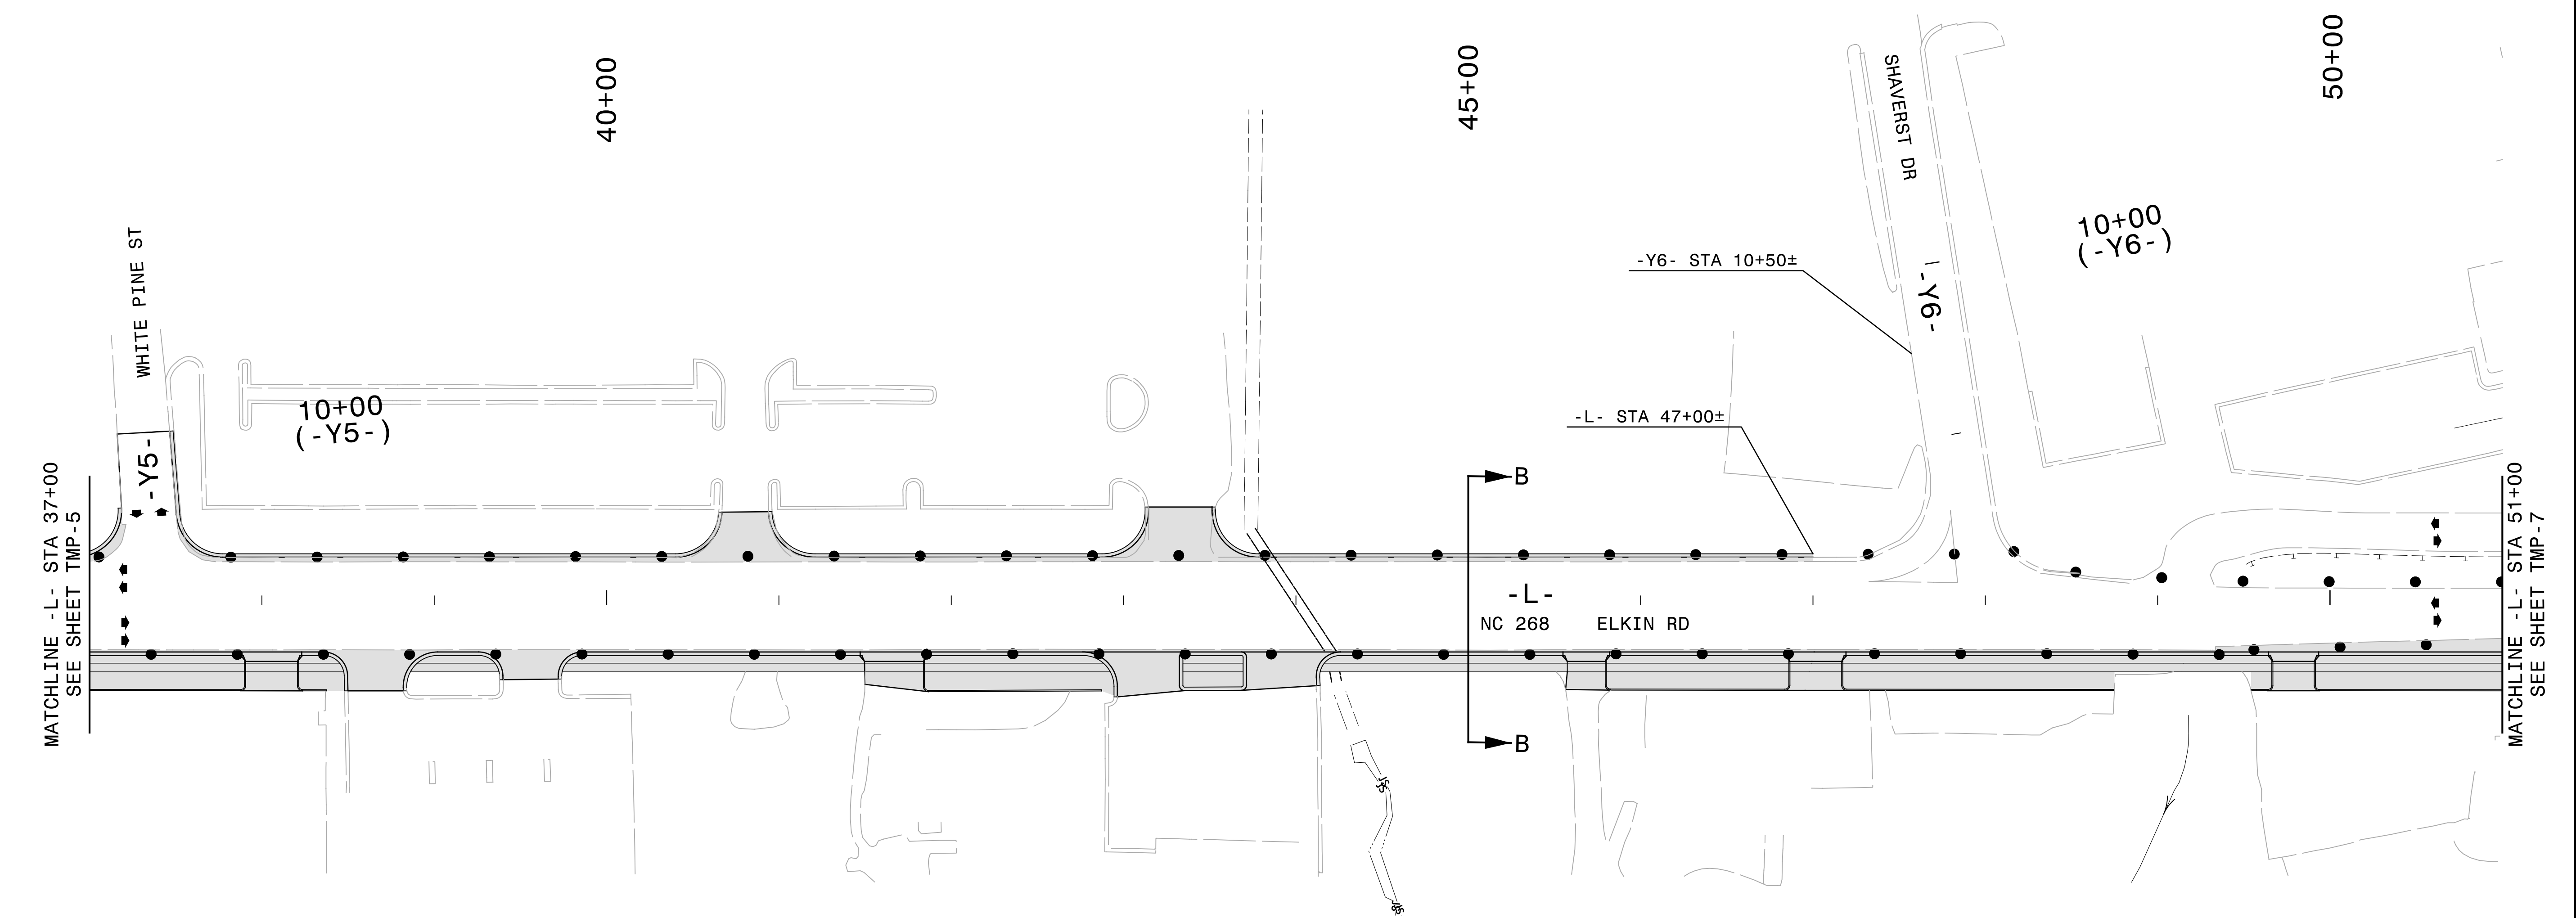 40+00
45+00
50+00
WHITE PINE ST
SHAVERST DR
10+00
(-Y6-)
-Y6- STA 10+50±
-Y6-
10+00
(-Y5-)
-L- STA 47+00±
-Y5-
MATCHLINE -L- STA 37+00
SEE SHEET TMP-5
B
-L-
NC 268 ELKIN RD
B
MATCHLINE -L- STA 51+00
SEE SHEET TMP-7